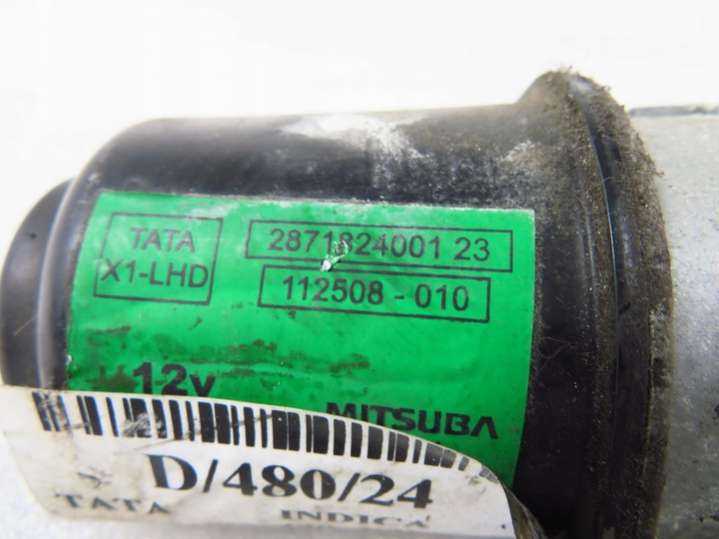 TATA
X1-LHD
2871824001 23
112508 - 010
12v
MITSUBA
D/480/24
TATA INDICA